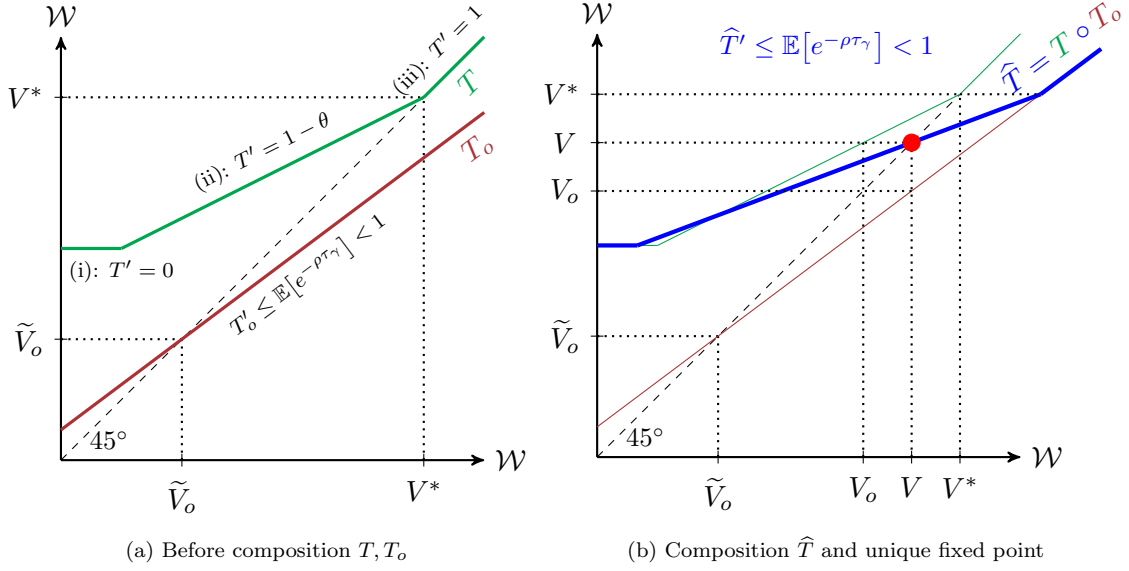 𝒲
(iii): T′ = 1
T
V*
(ii): T′ = 1 − θ
T_o
(i): T′ = 0
T′_o ≤ 𝔼[e^{−ρτ_γ}] < 1
Ṽ_o
45°
𝒲
Ṽ_o
V*
(a) Before composition T, T_o
𝒲
T̂′ ≤ 𝔼[e^{−ρτ_γ}] < 1
T̂ = T ∘ T_o
V*
V
V_o
Ṽ_o
45°
𝒲
Ṽ_o
V_o
V
V*
(b) Composition T̂ and unique fixed point